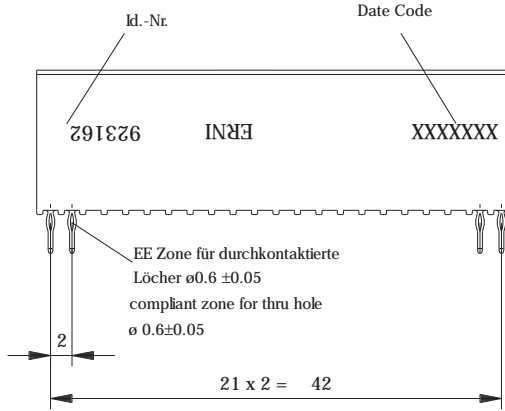 Id.-Nr.
Date Code
923162 ERNI XXXXXXX
EE Zone für durchkontaktierte
Löcher ø0.6 ±0.05
compliant zone for thru hole
ø 0.6±0.05
2
21 x 2 = 42